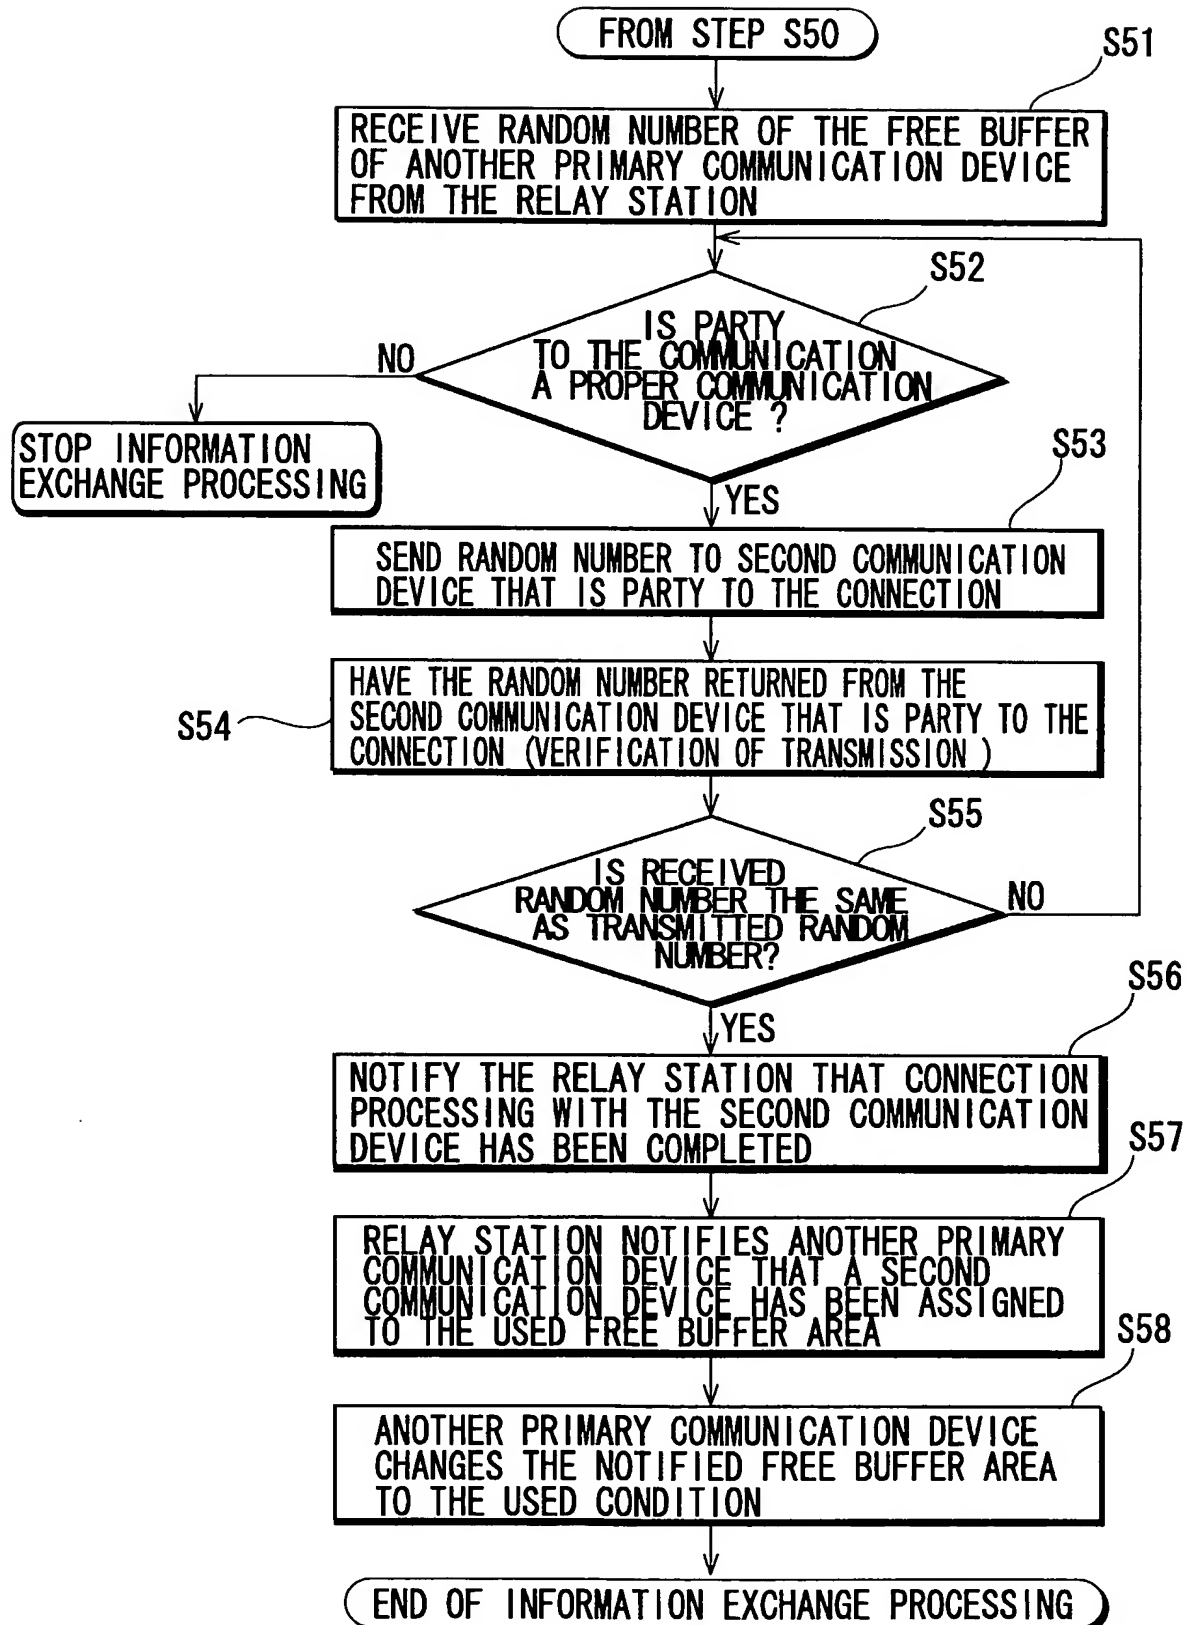 FROM STEP S50
S51
RECEIVE RANDOM NUMBER OF THE FREE BUFFER
OF ANOTHER PRIMARY COMMUNICATION DEVICE
FROM THE RELAY STATION
S52
IS PARTY
TO THE COMMUNICATION
A PROPER COMMUNICATION
DEVICE ?
NO
STOP INFORMATION
EXCHANGE PROCESSING
YES
S53
SEND RANDOM NUMBER TO SECOND COMMUNICATION
DEVICE THAT IS PARTY TO THE CONNECTION
S54
HAVE THE RANDOM NUMBER RETURNED FROM THE
SECOND COMMUNICATION DEVICE THAT IS PARTY TO THE
CONNECTION (VERIFICATION OF TRANSMISSION )
S55
IS RECEIVED
RANDOM NUMBER THE SAME
AS TRANSMITTED RANDOM
NUMBER?
NO
YES
S56
NOTIFY THE RELAY STATION THAT CONNECTION
PROCESSING WITH THE SECOND COMMUNICATION
DEVICE HAS BEEN COMPLETED
S57
RELAY STATION NOTIFIES ANOTHER PRIMARY
COMMUNICATION DEVICE THAT A SECOND
COMMUNICATION DEVICE HAS BEEN ASSIGNED
TO THE USED FREE BUFFER AREA
S58
ANOTHER PRIMARY COMMUNICATION DEVICE
CHANGES THE NOTIFIED FREE BUFFER AREA
TO THE USED CONDITION
END OF INFORMATION EXCHANGE PROCESSING